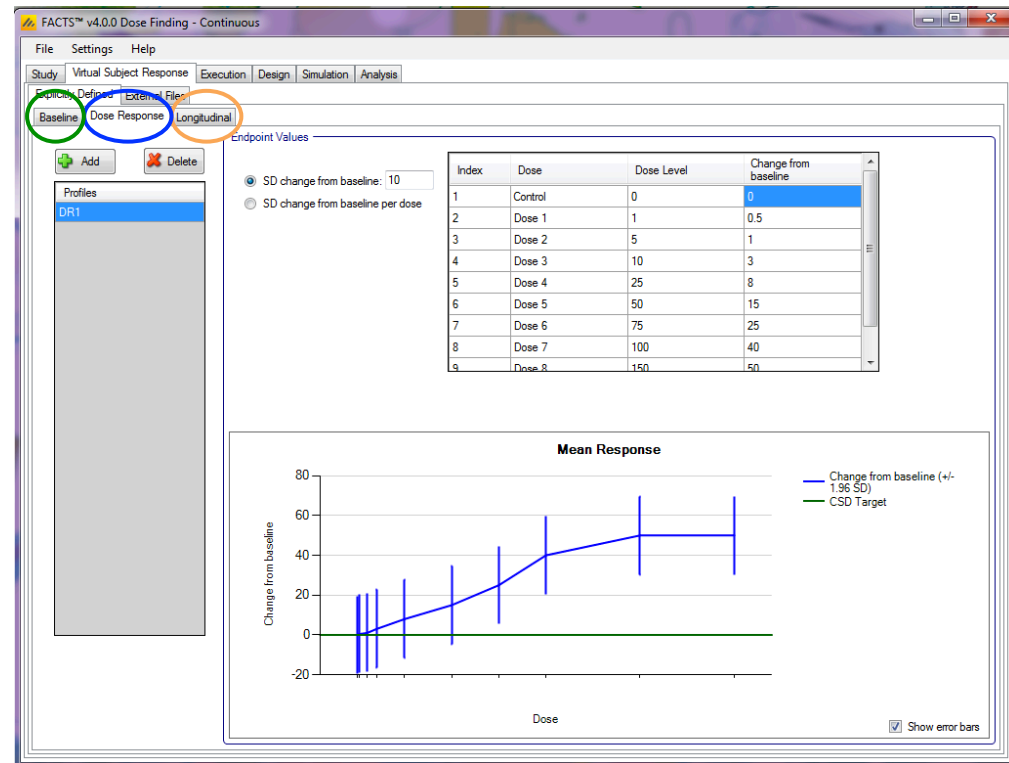 FACTS™ v4.0.0 Dose Finding - Continuous
File Settings Help
Study Virtual Subject Response Execution Design Simulation Analysis
Explicitly Defined External Files
Baseline Dose Response Longitudinal
Add Delete
Profiles
DR1
Endpoint Values
SD change from baseline: 10
SD change from baseline per dose
Index Dose Dose Level Change from
baseline
1 Control 0 0
2 Dose 1 1 0.5
3 Dose 2 5 1
4 Dose 3 10 3
5 Dose 4 25 8
6 Dose 5 50 15
7 Dose 6 75 25
8 Dose 7 100 40
9 Dose 8 150 50
Mean Response
Change from baseline
80
60
40
20
0
-20
Dose
Change from baseline (+/-
1.96 SD)
CSD Target
Show error bars